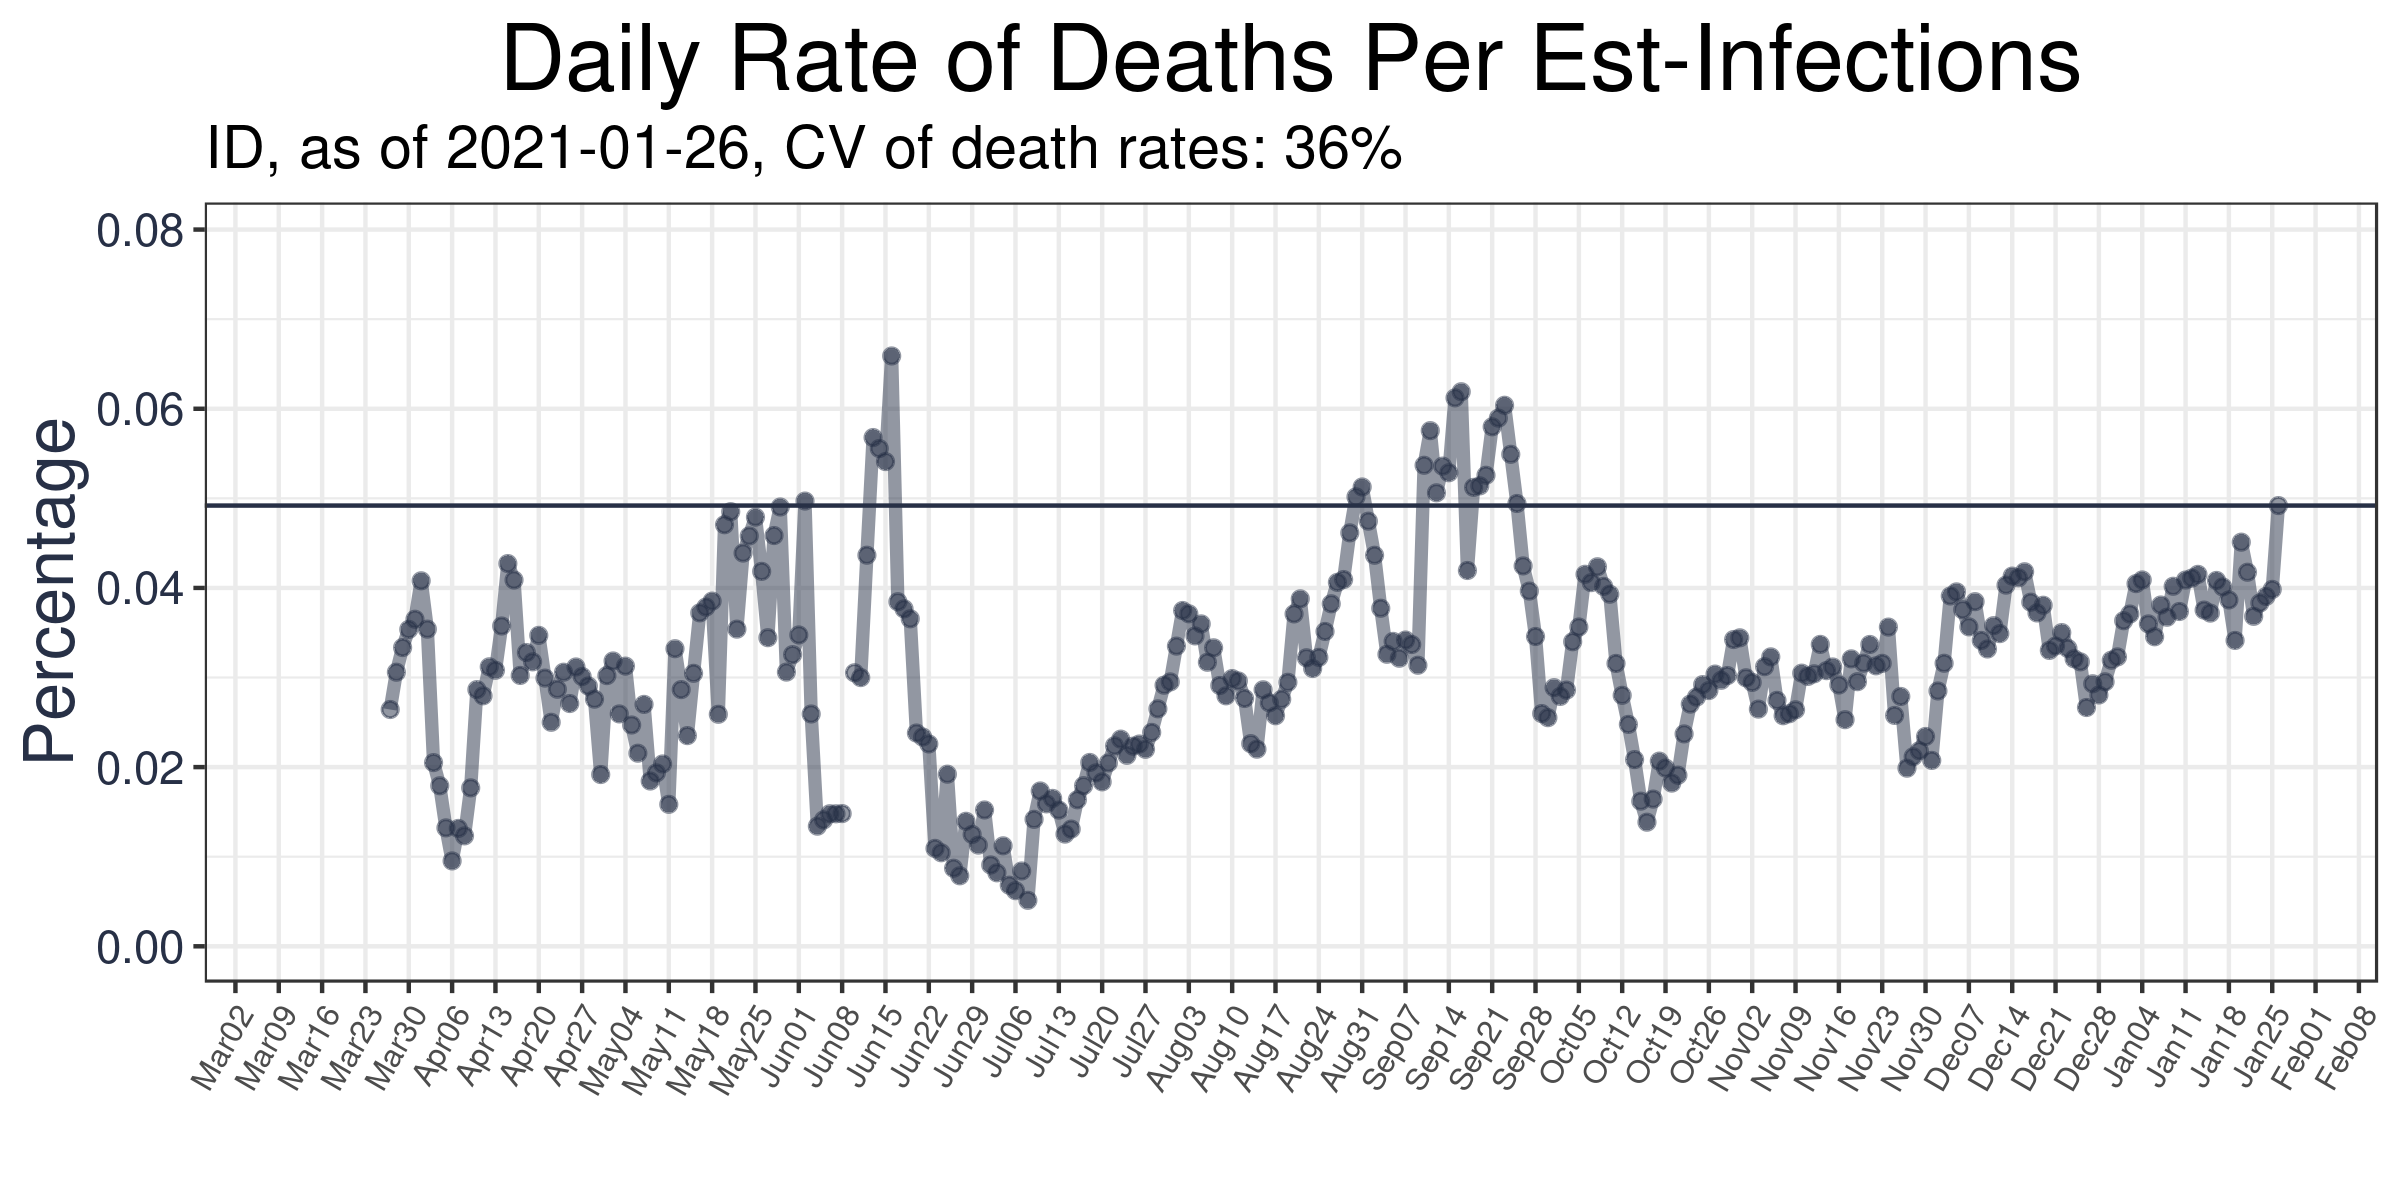 Daily Rate of Deaths Per Est-Infections
ID, as of 2021-01-26, CV of death rates: 36%
Percentage
0.08
0.06
0.04
0.02
0.00
Mar02 Mar09 Mar16 Mar23 Mar30 Apr06 Apr13 Apr20 Apr27 May04 May11 May18 May25 Jun01 Jun08 Jun15 Jun22 Jun29 Jul06 Jul13 Jul20 Jul27 Aug03 Aug10 Aug17 Aug24 Aug31 Sep07 Sep14 Sep21 Sep28 Oct05 Oct12 Oct19 Oct26 Nov02 Nov09 Nov16 Nov23 Nov30 Dec07 Dec14 Dec21 Dec28 Jan04 Jan11 Jan18 Jan25 Feb01 Feb08